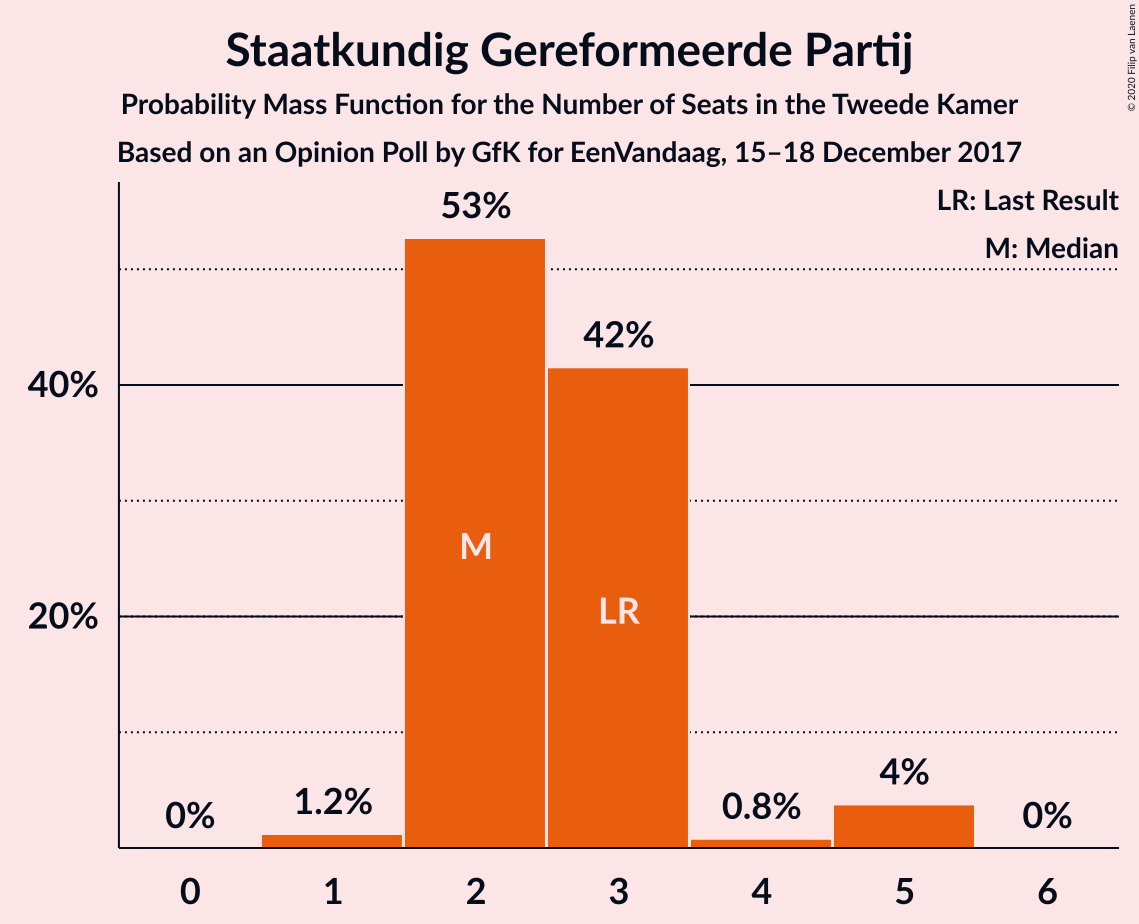 Staatkundig Gereformeerde Partij
Probability Mass Function for the Number of Seats in the Tweede Kamer
Based on an Opinion Poll by GfK for EenVandaag, 15–18 December 2017
© 2020 Filip van Laenen
LR: Last Result
M: Median
53%
42%
40%
M
LR
20%
0%
1.2%
0.8%
4%
0%
0 1 2 3 4 5 6